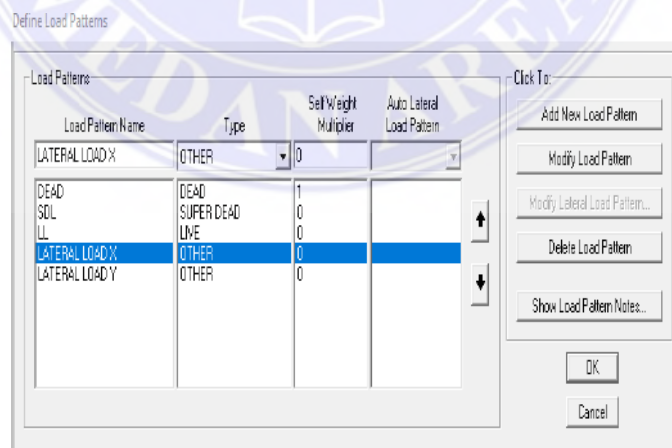 Define Load Patterns
MEDAN AREA
Load Patterns
Click To:
Load Pattern Name Type Self Weight Multiplier Auto Lateral Load Pattern
LATERAL LOAD X OTHER 0
DEAD DEAD 1
SDL SUPER DEAD 0
LL LIVE 0
LATERAL LOAD X OTHER 0
LATERAL LOAD Y OTHER 0
Add New Load Pattern
Modify Load Pattern
Modify Lateral Load Pattern...
Delete Load Pattern
Show Load Pattern Notes...
OK
Cancel